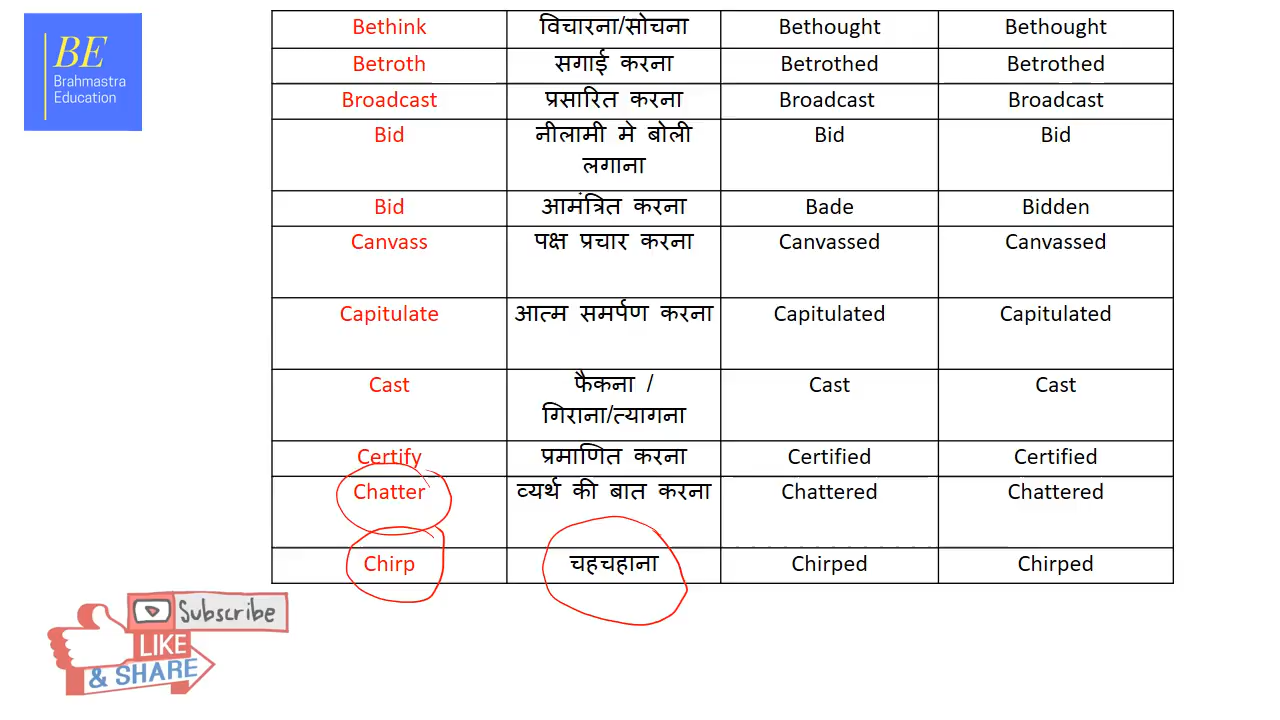 BE
Brahmastra
Education
Bethink विचारना/सोचना Bethought Bethought
Betroth सगाई करना Betrothed Betrothed
Broadcast प्रसारित करना Broadcast Broadcast
Bid नीलामी मे बोली Bid Bid
लगाना
Bid आमंत्रित करना Bade Bidden
Canvass पक्ष प्रचार करना Canvassed Canvassed
Capitulate आत्म समर्पण करना Capitulated Capitulated
Cast फैकना / Cast Cast
गिराना/त्यागना
Certify प्रमाणित करना Certified Certified
Chatter व्यर्थ की बात करना Chattered Chattered
Chirp चहचहाना Chirped Chirped
Subscribe
LIKE
& SHARE